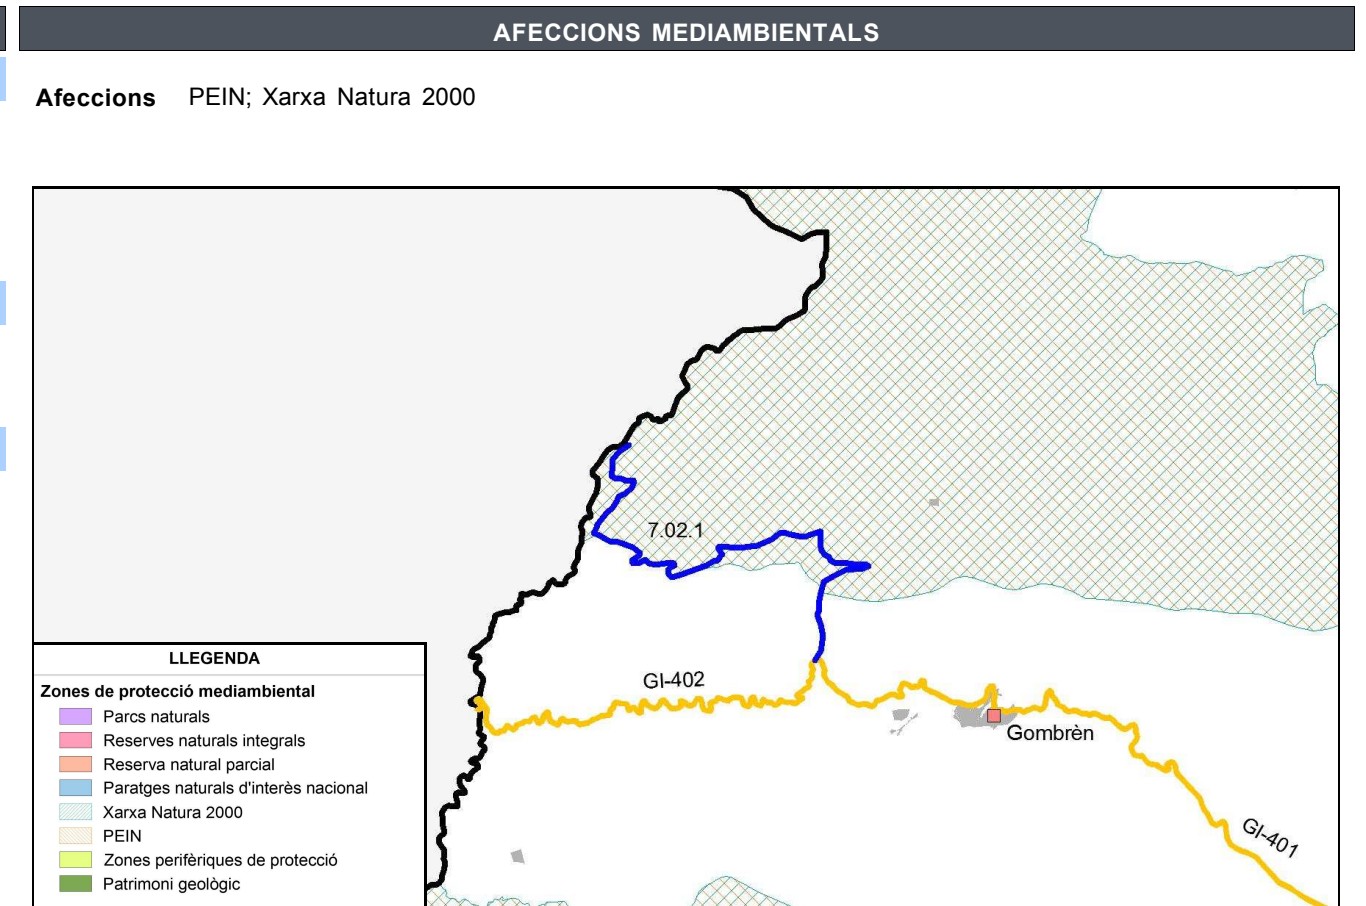 AFECCIONS MEDIAMBIENTALS
Afeccions PEIN; Xarxa Natura 2000
7.02.1
GI-402
Gombrèn
GI-401
LLEGENDA
Zones de protecció mediambiental
Parcs naturals
Reserves naturals integrals
Reserva natural parcial
Paratges naturals d'interès nacional
Xarxa Natura 2000
PEIN
Zones perifèriques de protecció
Patrimoni geològic